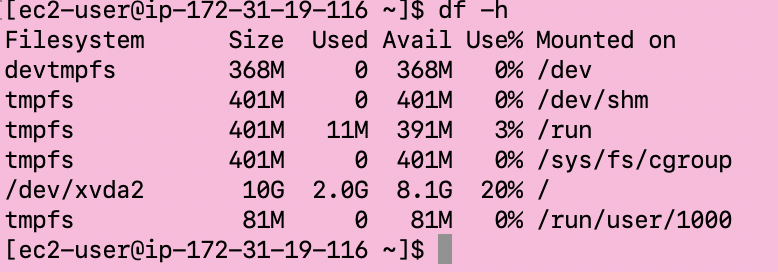 [ec2-user@ip-172-31-19-116 ~]$ df -h
Filesystem      Size  Used Avail Use% Mounted on
devtmpfs        368M     0  368M   0% /dev
tmpfs           401M     0  401M   0% /dev/shm
tmpfs           401M   11M  391M   3% /run
tmpfs           401M     0  401M   0% /sys/fs/cgroup
/dev/xvda2       10G  2.0G  8.1G  20% /
tmpfs            81M     0   81M   0% /run/user/1000
[ec2-user@ip-172-31-19-116 ~]$